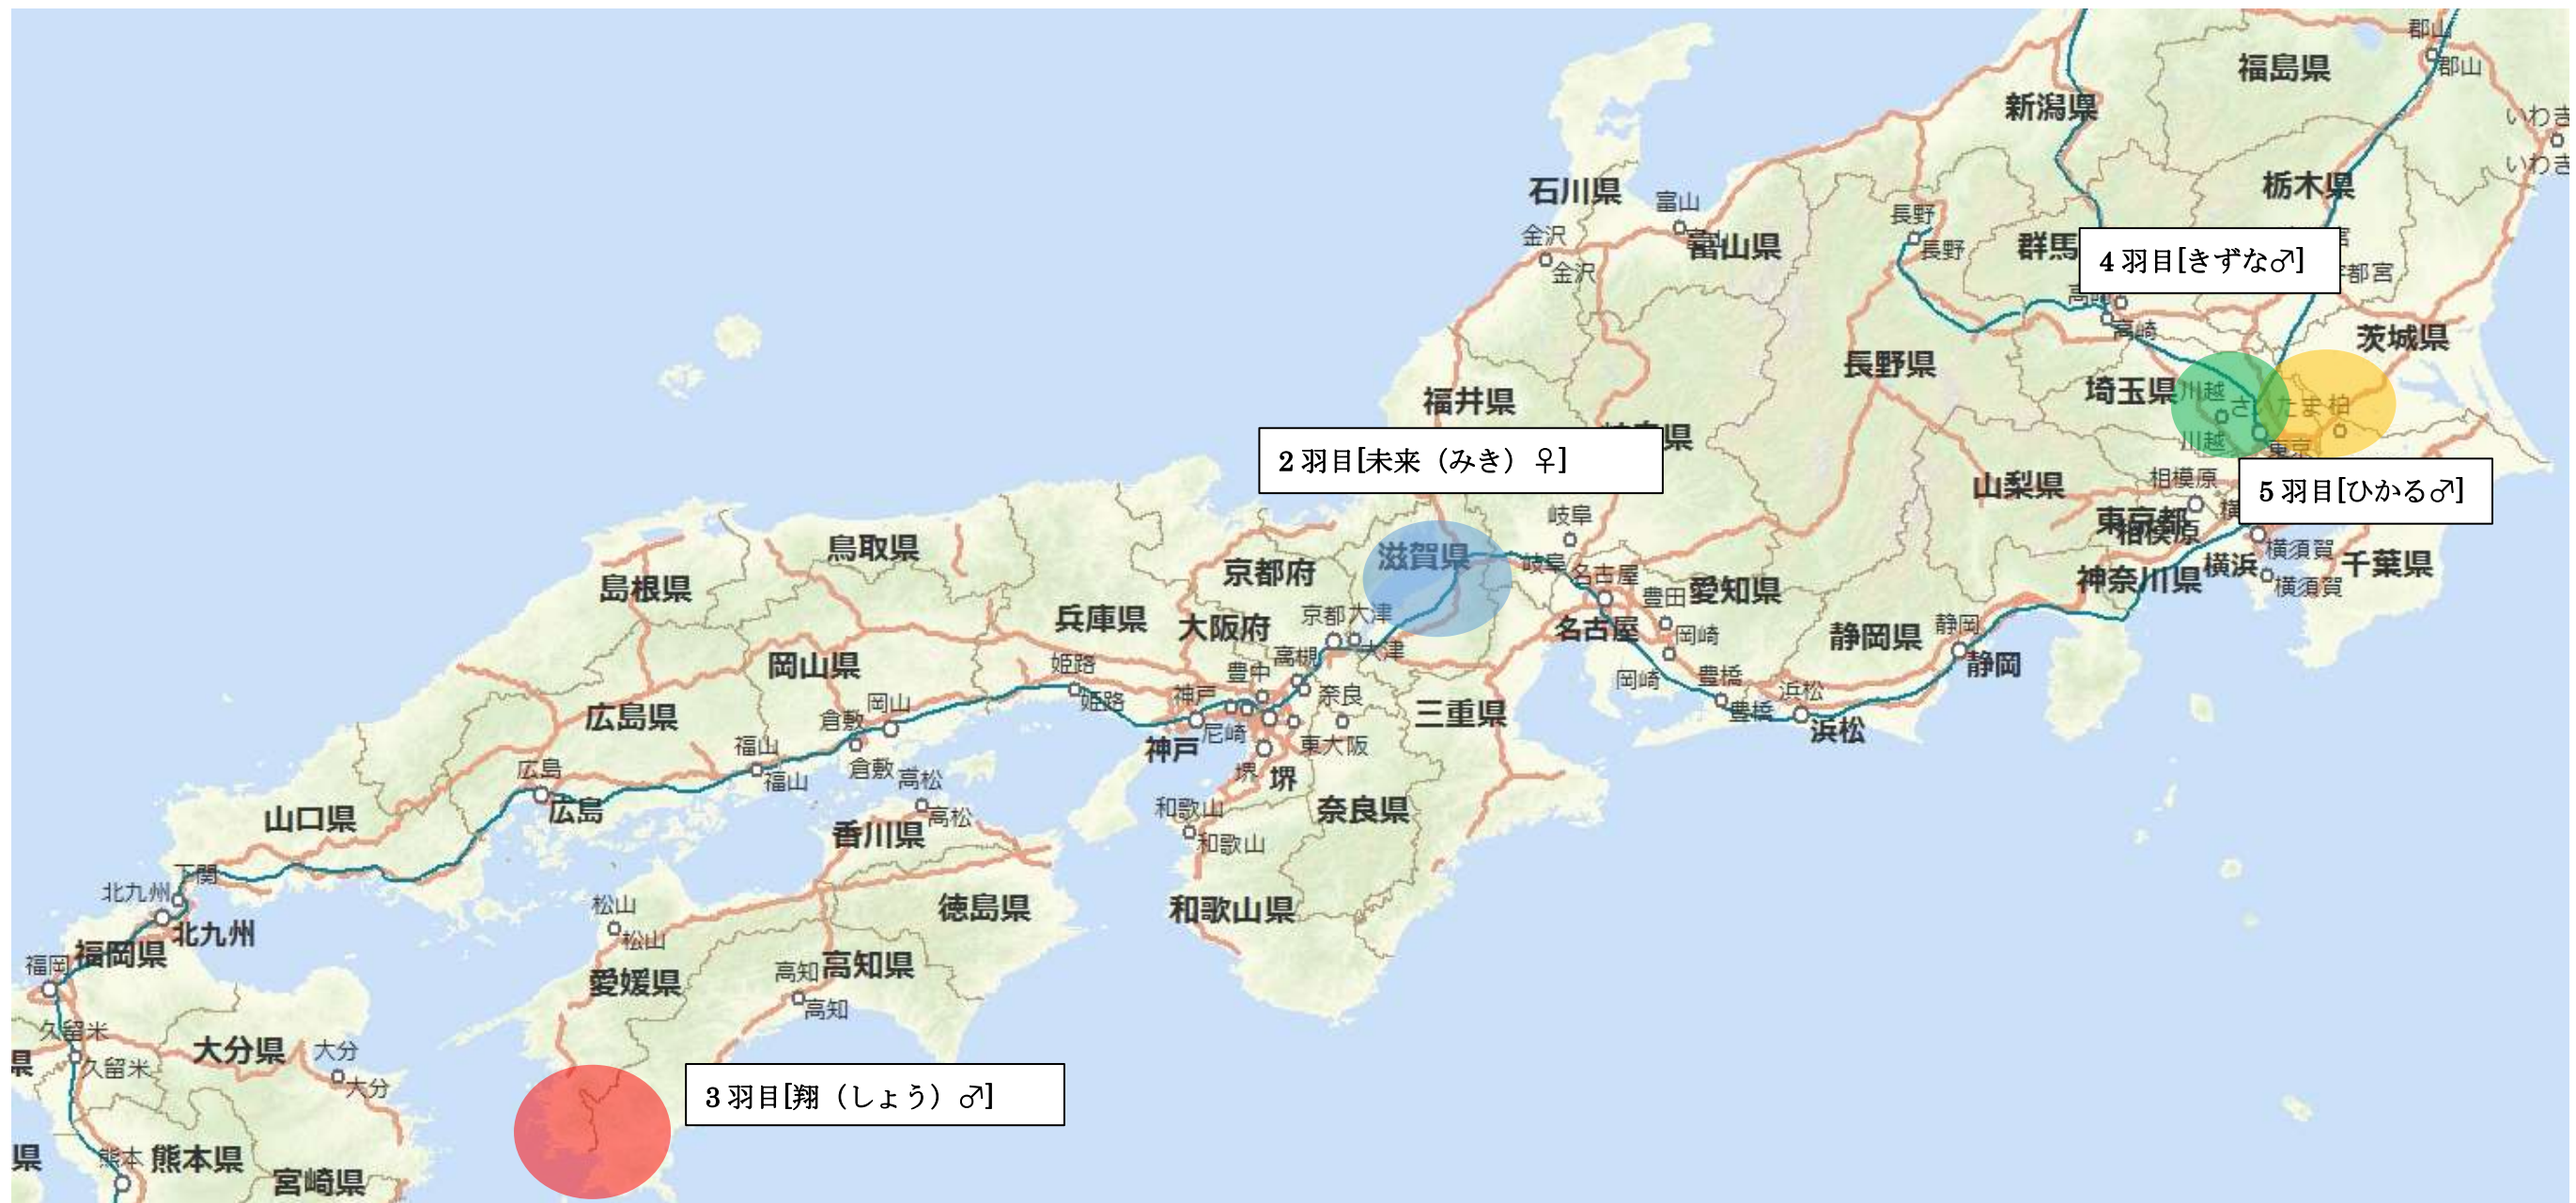 郡山
福島県
郡山
新潟県
いわき
いわき
石川県
栃木県
富山
長野
金沢
富山県
長野
群馬
4羽目[きずな♂]
金沢
都宮
高崎
茨城県
長野県
埼玉県
川越
さいたま
柏
福井県
川越
東京
県
2羽目[未来（みき）♀]
山梨県
相模原
5羽目[ひかる♂]
岐阜
東京都
相模原
横
鳥取県
滋賀県
横須賀
千葉県
島根県
京都府
岐阜
名古屋
愛知県
神奈川県
横浜
横須賀
兵庫県
大阪府
京都
大津
豊田
名古屋
岡崎
静岡県
静岡
岡山県
姫路
高槻
大津
静岡
豊中
岡崎
豊橋
浜松
広島県
岡山
姫路
神戸
奈良
三重県
豊橋
浜松
倉敷
尼崎
福山
神戸
東大阪
広島
福山
倉敷
高松
堺
堺
山口県
広島
高松
和歌山
奈良県
香川県
和歌山
下関
北九州
松山
徳島県
和歌山県
北九州
松山
福岡県
福岡
愛媛県
高知
高知県
高知
久留米
大分県
大分
県
久留米
大分
3羽目[翔（しょう）♂]
県
熊本
熊本県
宮崎県